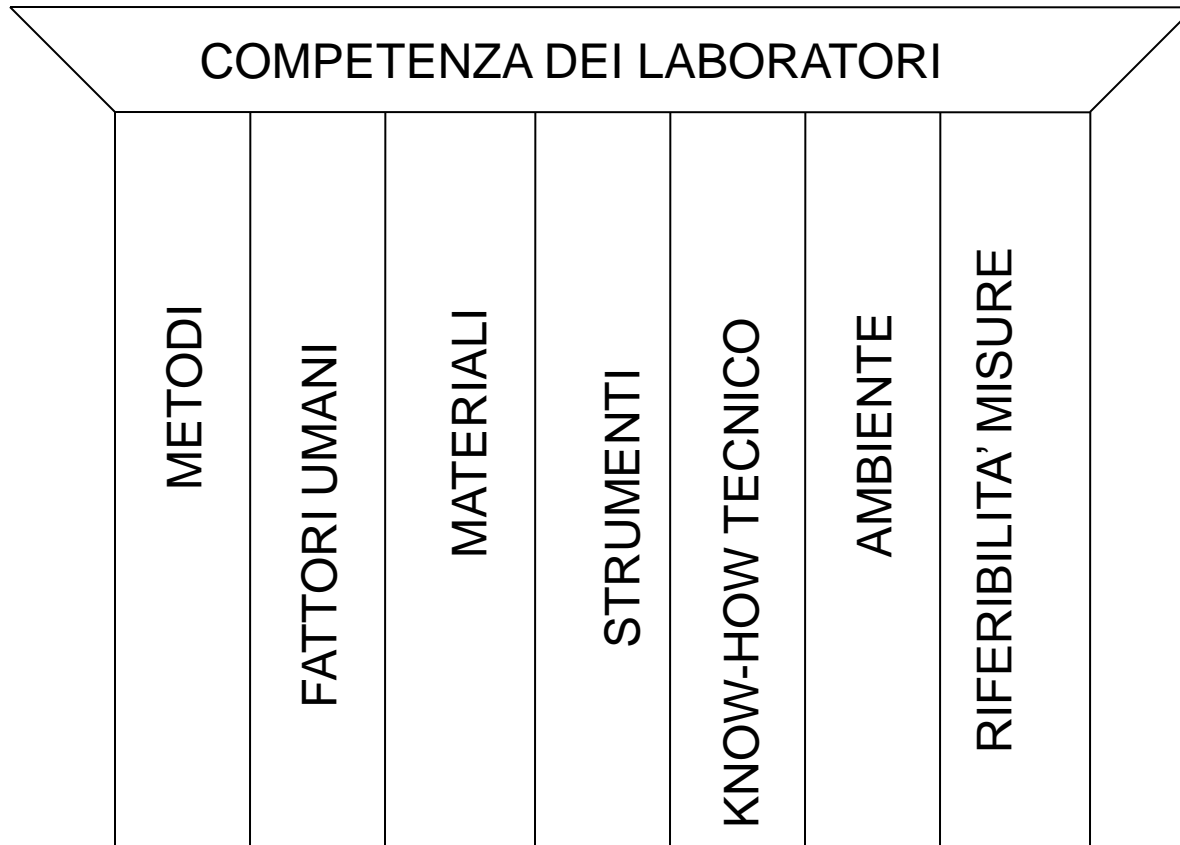 COMPETENZA DEI LABORATORI
METODI
FATTORI UMANI
MATERIALI
STRUMENTI
KNOW-HOW TECNICO
AMBIENTE
RIFERIBILITA’ MISURE